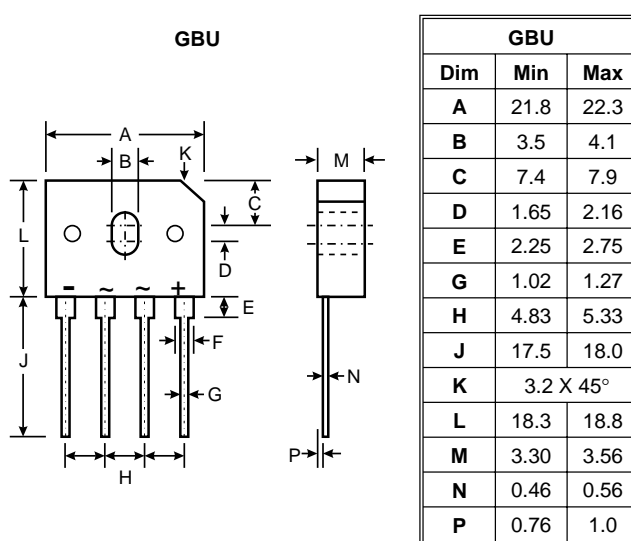 GBU
A
B
K
M
C
L
D
- ~ ~ +
E
F
J
N
G
P
H
GBU
Dim Min Max
A 21.8 22.3
B 3.5 4.1
C 7.4 7.9
D 1.65 2.16
E 2.25 2.75
G 1.02 1.27
H 4.83 5.33
J 17.5 18.0
K 3.2 X 45°
L 18.3 18.8
M 3.30 3.56
N 0.46 0.56
P 0.76 1.0